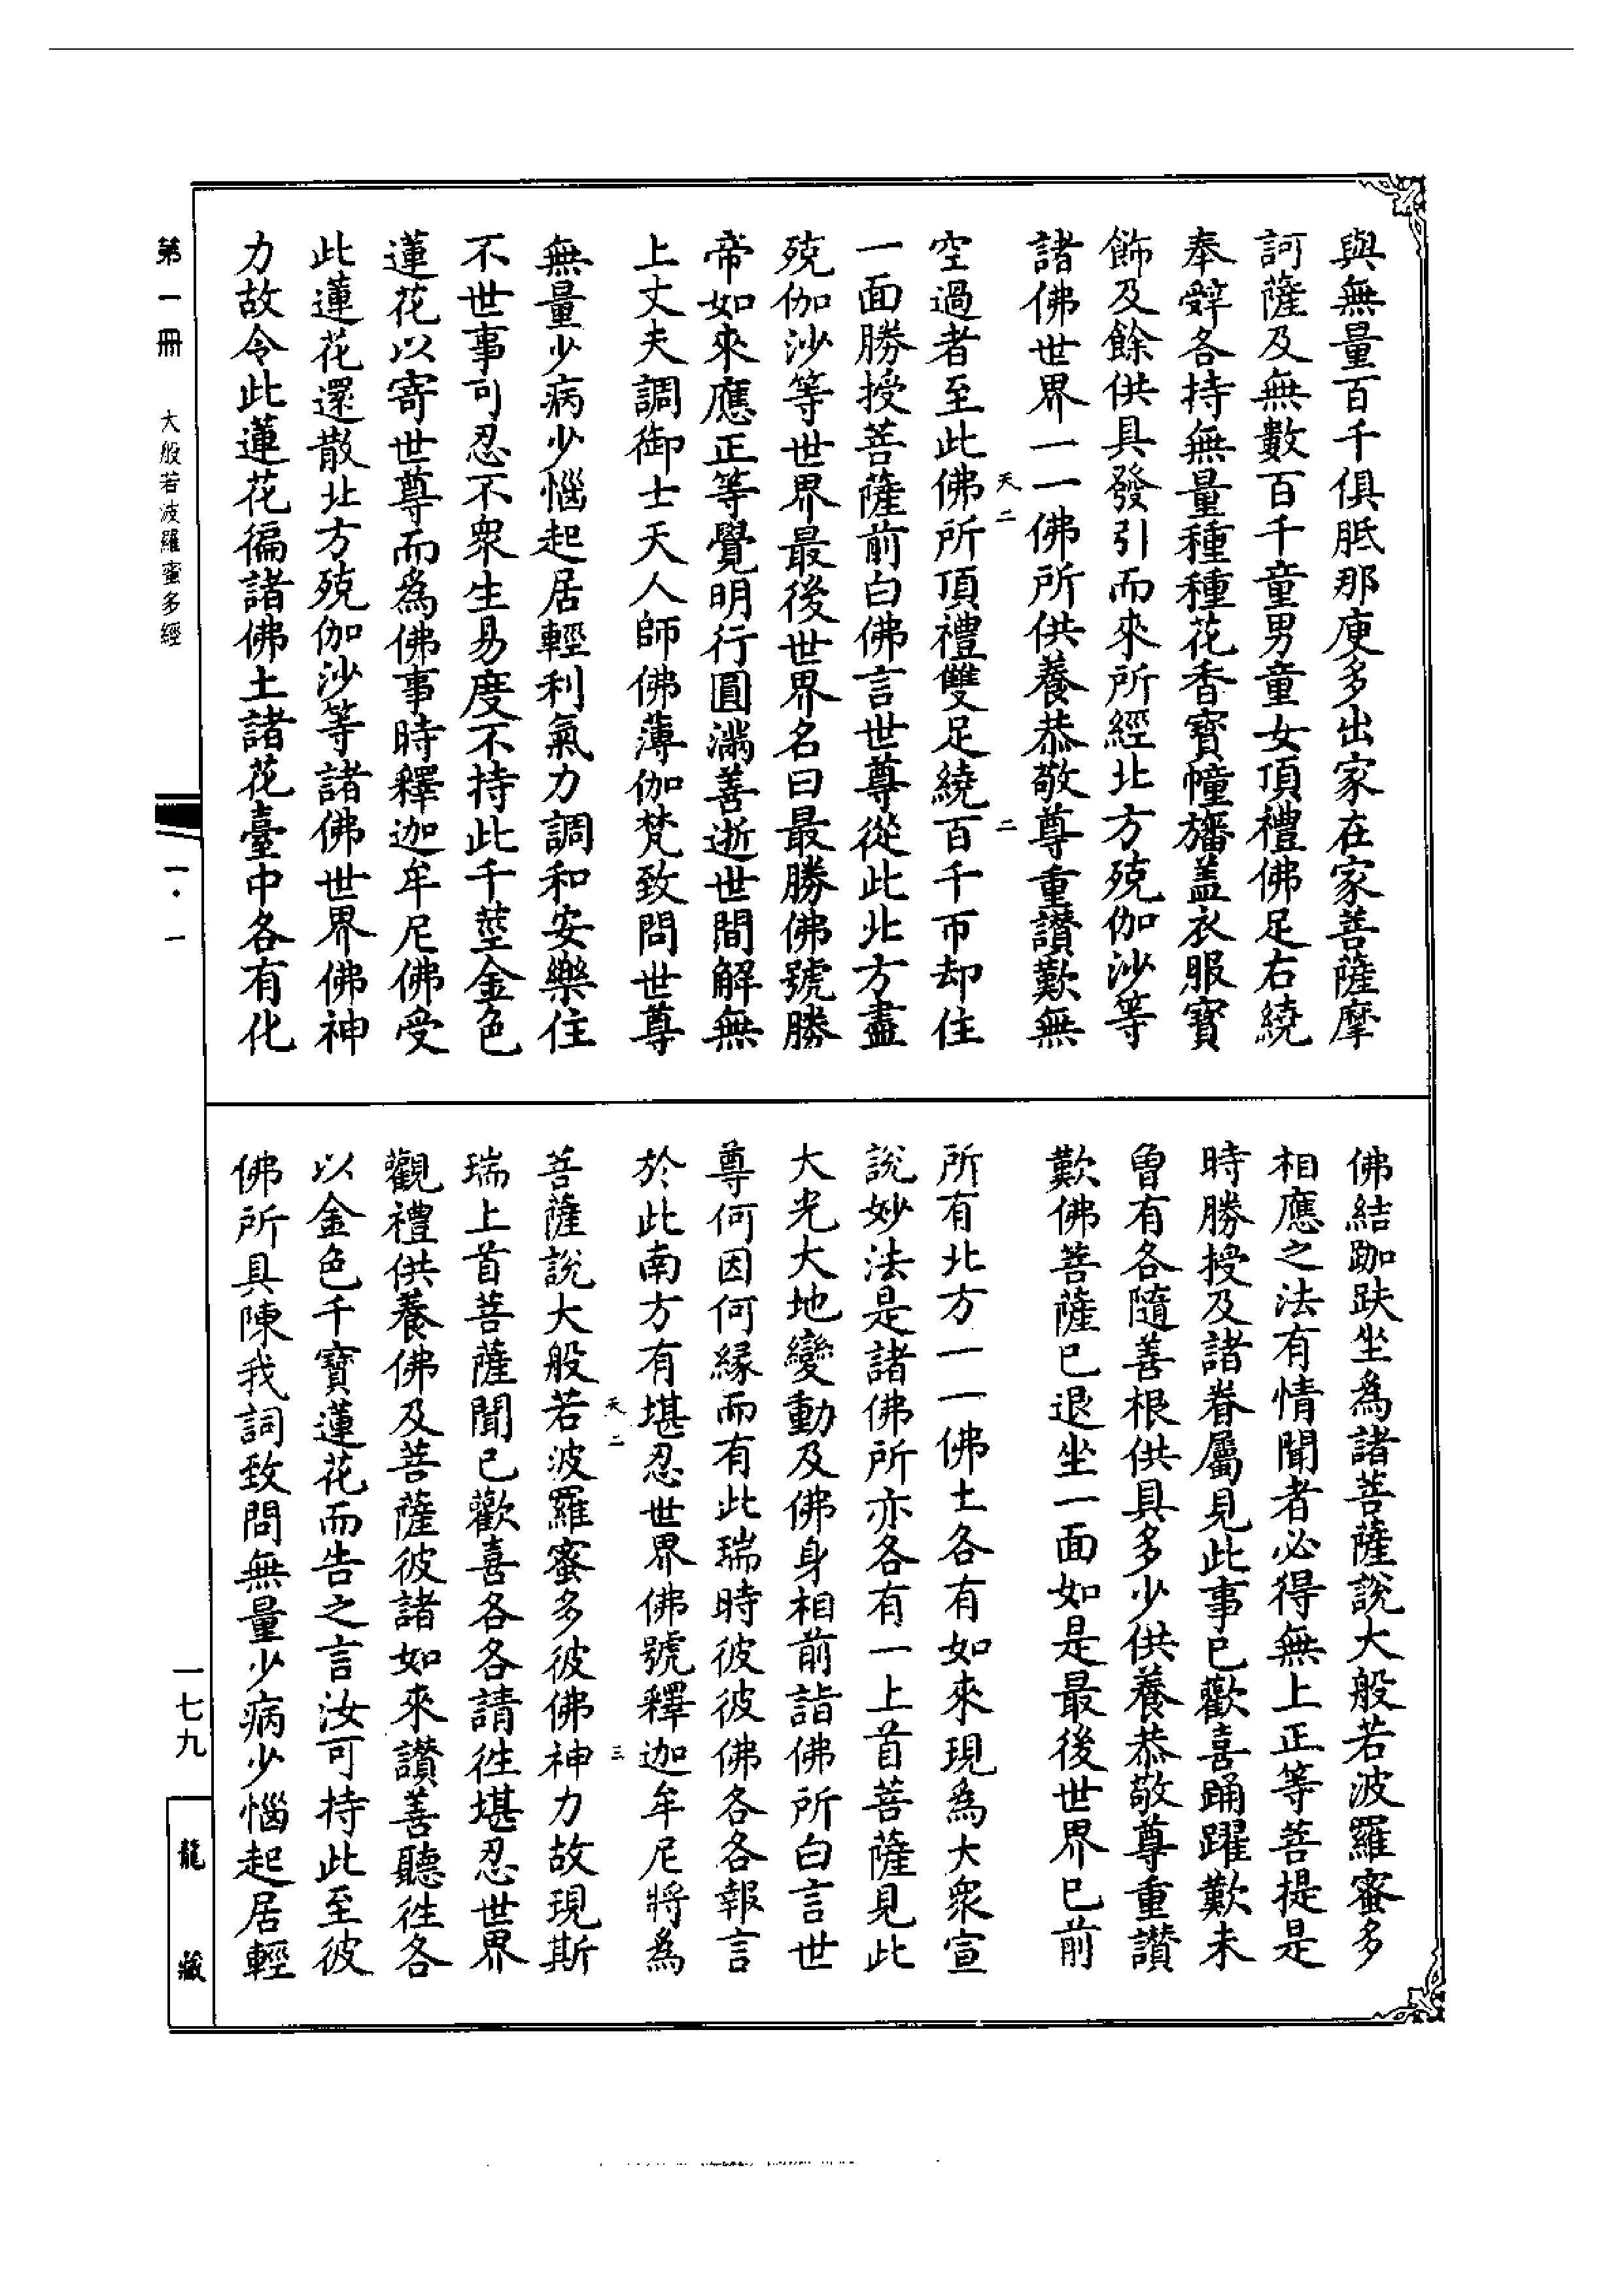 與無量百千俱胝那庾多出家在家菩薩摩
訶薩及無數百千童男童女頂禮佛足右繞
奉辤各持無量種種花香寶幢旛盖衣服寶
飾及餘供具發引而來所經北方殑伽沙等
諸佛世界一一佛所供養恭敬尊重讚歎無
天二
二
空過者至此佛所頂禮雙足繞百千帀却住
一面勝授菩薩前白佛言世尊從此北方盡
殑伽沙等世界最後世界名曰最勝佛號勝
帝如來應正等覺明行圓滿善逝世間解無
上丈夫調御士天人師佛薄伽梵致問世尊
無量少病少惱起居輕利氣力調和安樂住
不世事可忍不衆生易度不持此千莖金色
蓮花以寄世尊而為佛事時釋迦牟尼佛受
此蓮花還散北方殑伽沙等諸佛世界佛神
力故令此蓮花徧諸佛土諸花臺中各有化
佛結跏趺坐為諸菩薩說大般若波羅蜜多
相應之法有情聞者必得無上正等菩提是
時勝授及諸眷屬見此事已歡喜踊躍歎未
曾有各隨善根供具多少供養恭敬尊重讚
歎佛菩薩已退坐一面如是最後世界已前
所有北方一一佛土各有如來現為大衆宣
說妙法是諸佛所亦各有一上首菩薩見此
大光大地變動及佛身相前詣佛所白言世
尊何因何緣而有此瑞時彼彼佛各各報言
於此南方有堪忍世界佛號釋迦牟尼將為
天二
三
菩薩說大般若波羅蜜多彼佛神力故現斯
瑞上首菩薩聞已歡喜各各請徃堪忍世界
觀禮供養佛及菩薩彼諸如來讚善聽徃各
以金色千寶蓮花而告之言汝可持此至彼
佛所具陳我詞致問無量少病少惱起居輕
第一冊 大般若波羅蜜多經
一·一
一七九
龍藏